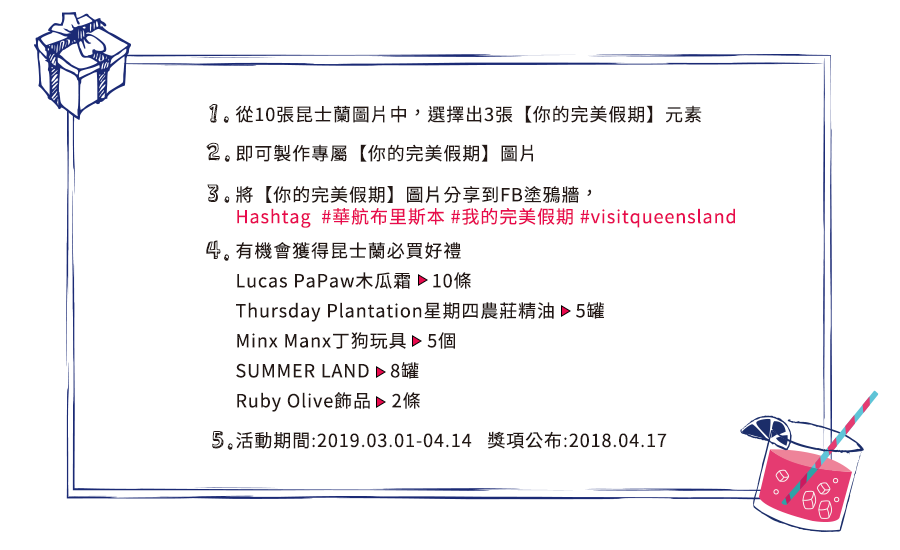 1. 從10張昆士蘭圖片中，選擇出3張【你的完美假期】元素
2. 即可製作專屬【你的完美假期】圖片
3. 將【你的完美假期】圖片分享到FB塗鴉牆，
Hashtag #華航布里斯本 #我的完美假期 #visitqueensland
4. 有機會獲得昆士蘭必買好禮
Lucas PaPaw木瓜霜▶10條
Thursday Plantation星期四農莊精油▶5罐
Minx Manx丁狗玩具▶5個
SUMMER LAND▶8罐
Ruby Olive飾品▶2條
5. 活動期間:2019.03.01-04.14 獎項公布:2018.04.17